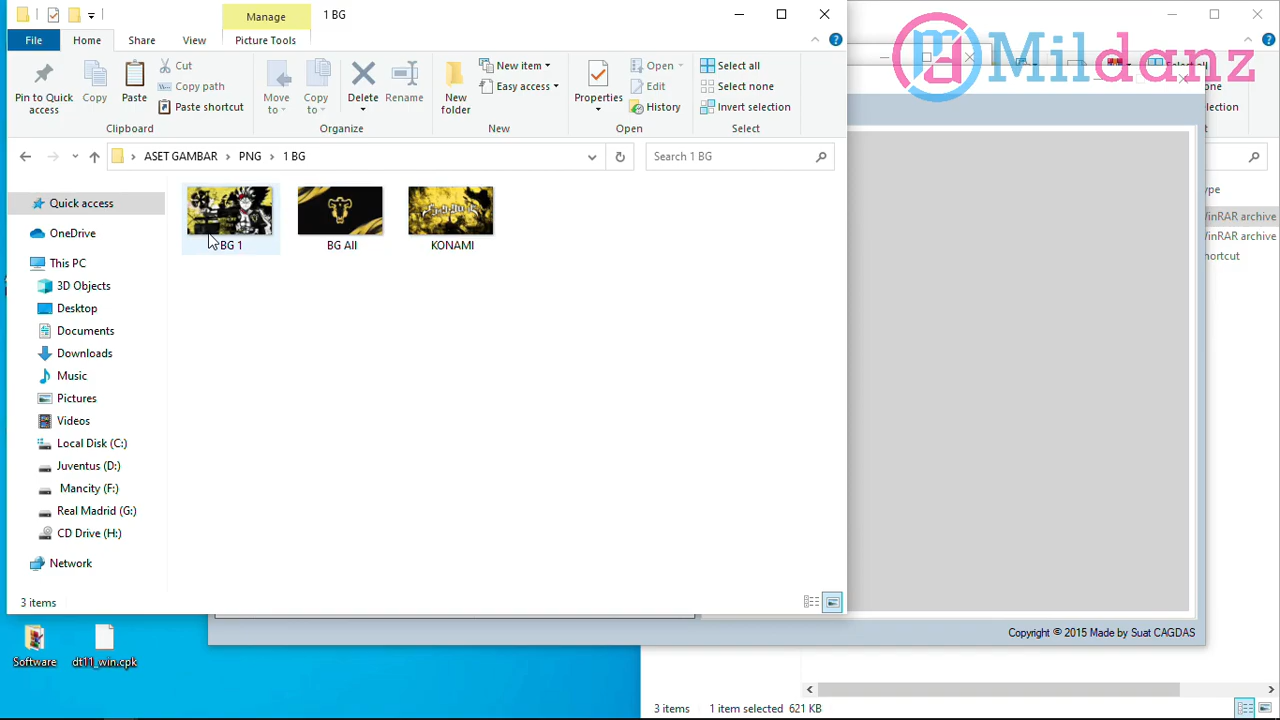 Manage
1 BG
File
Home
Share
View
Picture Tools
Mildanz
Pin to Quick access
Copy
Paste
Cut
Copy path
Paste shortcut
Move to
Copy to
Delete
Rename
New folder
New item
Easy access
Properties
Open
Edit
History
Select all
Select none
Invert selection
Clipboard
Organize
New
Open
Select
ASET GAMBAR
PNG
1 BG
Search 1 BG
Quick access
OneDrive
This PC
3D Objects
Desktop
Documents
Downloads
Music
Pictures
Videos
Local Disk (C:)
Juventus (D:)
Mancity (F:)
Real Madrid (G:)
CD Drive (H:)
Network
BG 1
BG All
KONAMI
3 items
ype
WinRAR archive
WinRAR archive
hortcut
Copyright © 2015 Made by Suat CAGDAS
Software
dt11_win.cpk
3 items
1 item selected 621 KB